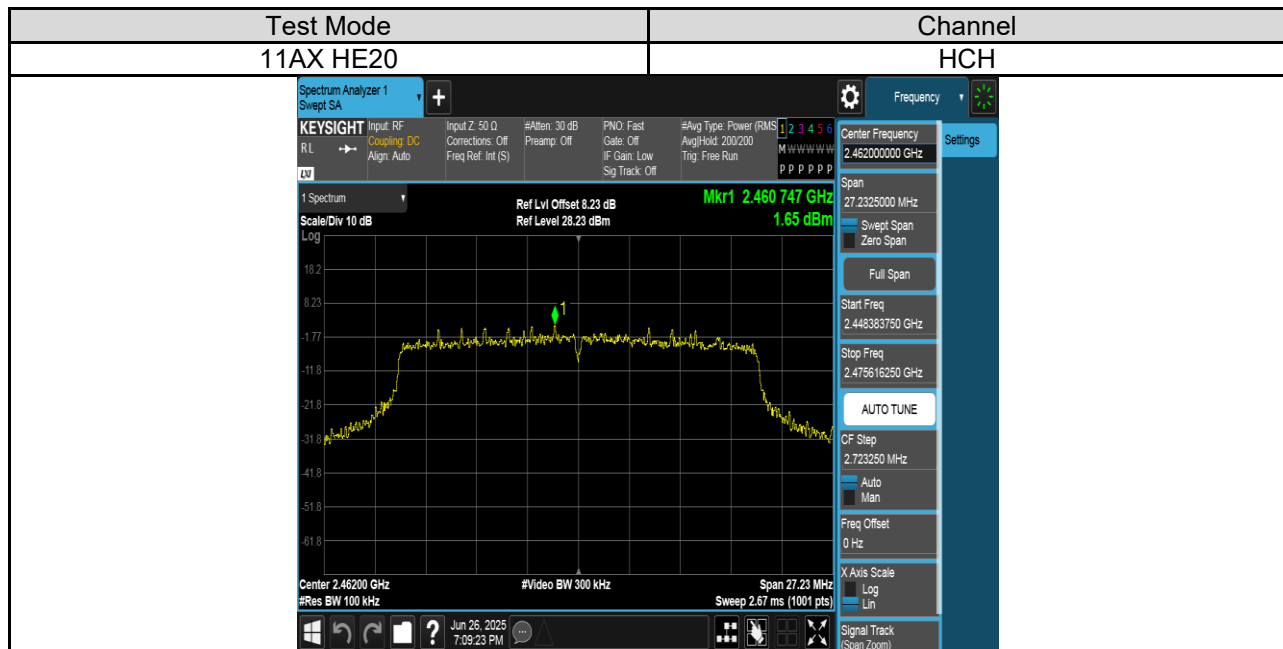 Test Mode Channel
11AX HE20 HCH
Spectrum Analyzer 1
Swept SA
Frequency
KEYSIGHT
RL
LXI
Input: RF
Coupling: DC
Align: Auto
Input Z: 50 Ω
Corrections: Off
Freq Ref: Int (S)
#Atten: 30 dB
Preamp: Off
PNO: Fast
Gate: Off
IF Gain: Low
Sig Track: Off
#Avg Type: Power (RMS
Avg|Hold: 200/200
Trig: Free Run
1 2 3 4 5 6
M W W W W W
P P P P P P
1 Spectrum
Scale/Div 10 dB
Log
Ref Lvl Offset 8.23 dB
Ref Level 28.23 dBm
Mkr1 2.460 747 GHz
1.65 dBm
1
18.2
8.23
-1.77
-11.8
-21.8
-31.8
-41.8
-51.8
-61.8
Center 2.46200 GHz
#Res BW 100 kHz
#Video BW 300 kHz
Span 27.23 MHz
Sweep 2.67 ms (1001 pts)
Center Frequency
2.462000000 GHz
Settings
Span
27.2325000 MHz
Swept Span
Zero Span
Full Span
Start Freq
2.448383750 GHz
Stop Freq
2.475616250 GHz
AUTO TUNE
CF Step
2.723250 MHz
Auto
Man
Freq Offset
0 Hz
X Axis Scale
Log
Lin
Signal Track
(Span Zoom)
?
Jun 26, 2025
7:09:23 PM